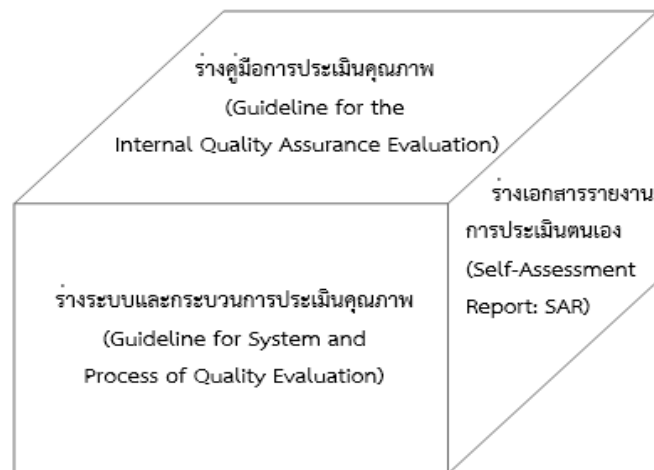 ร่างคู่มือการประเมินคุณภาพ
(Guideline for the
Internal Quality Assurance Evaluation)
ร่างเอกสารรายงาน
การประเมินตนเอง
(Self-Assessment
Report: SAR)
ร่างระบบและกระบวนการประเมินคุณภาพ
(Guideline for System and
Process of Quality Evaluation)